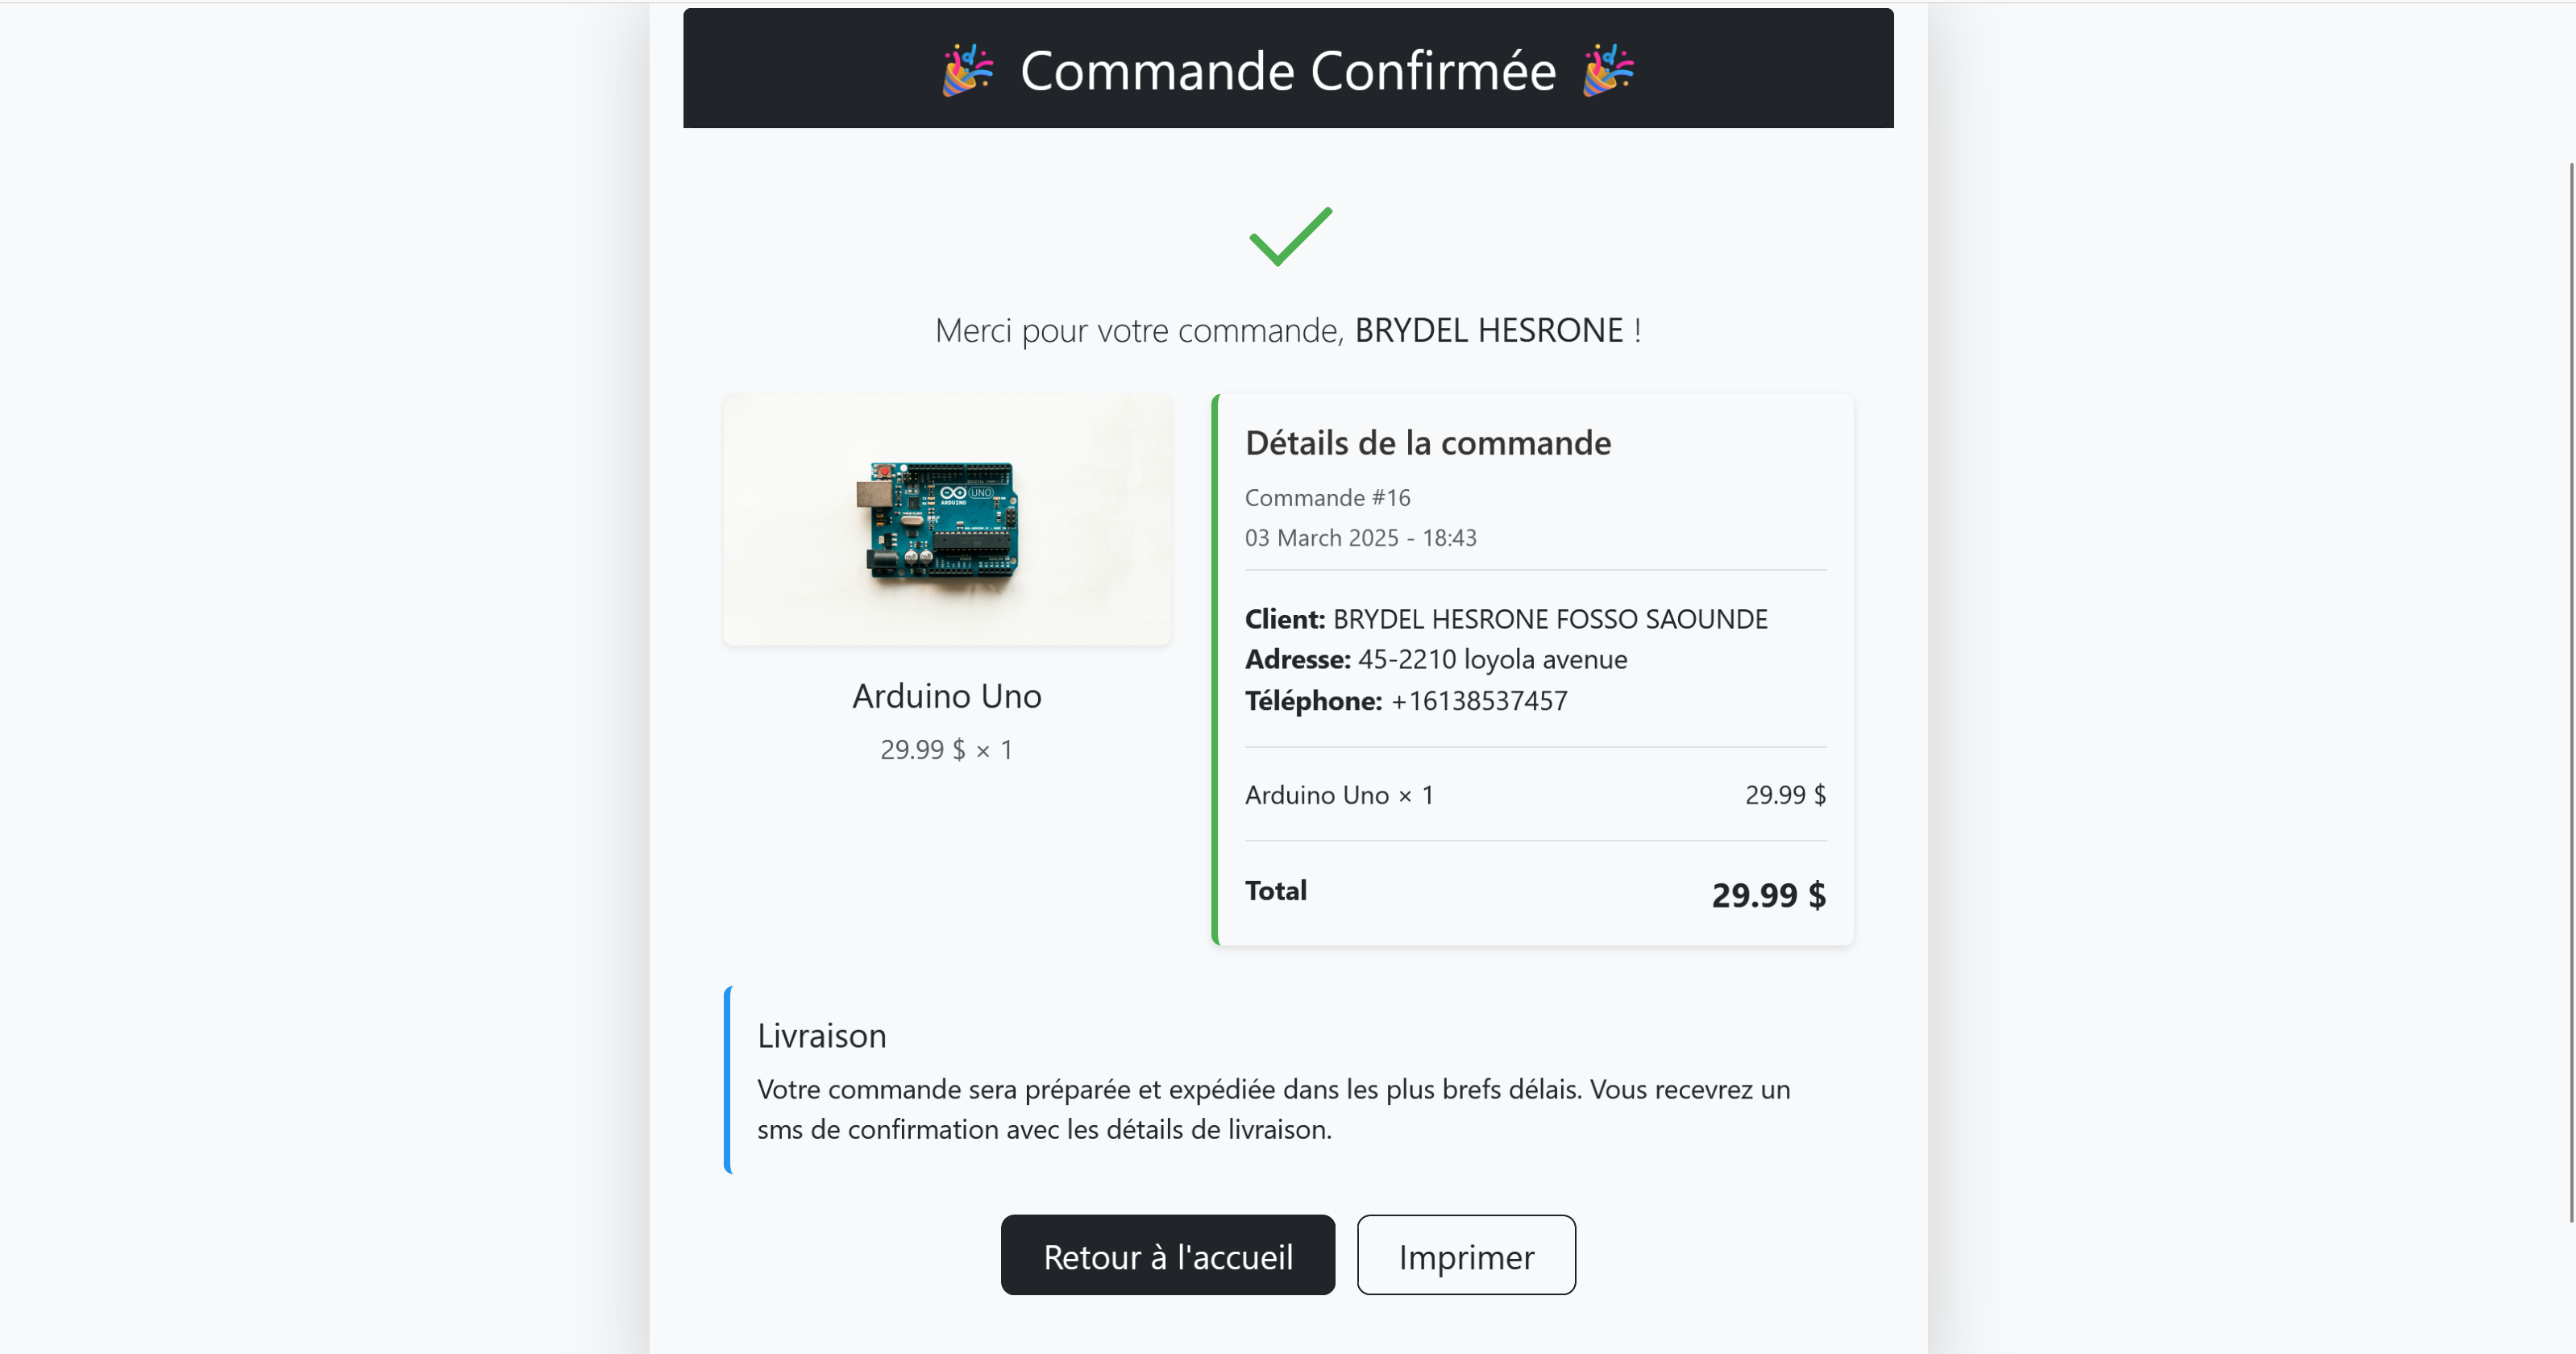 🎉 Commande Confirmée 🎉
Merci pour votre commande, BRYDEL HESRONE !
UNO
ARDUINO
Arduino Uno
29.99 $ × 1
Détails de la commande
Commande #16
03 March 2025 - 18:43
Client: BRYDEL HESRONE FOSSO SAOUNDE
Adresse: 45-2210 loyola avenue
Téléphone: +16138537457
Arduino Uno × 1 29.99 $
Total 29.99 $
Livraison
Votre commande sera préparée et expédiée dans les plus brefs délais. Vous recevrez un
sms de confirmation avec les détails de livraison.
Retour à l'accueil
Imprimer